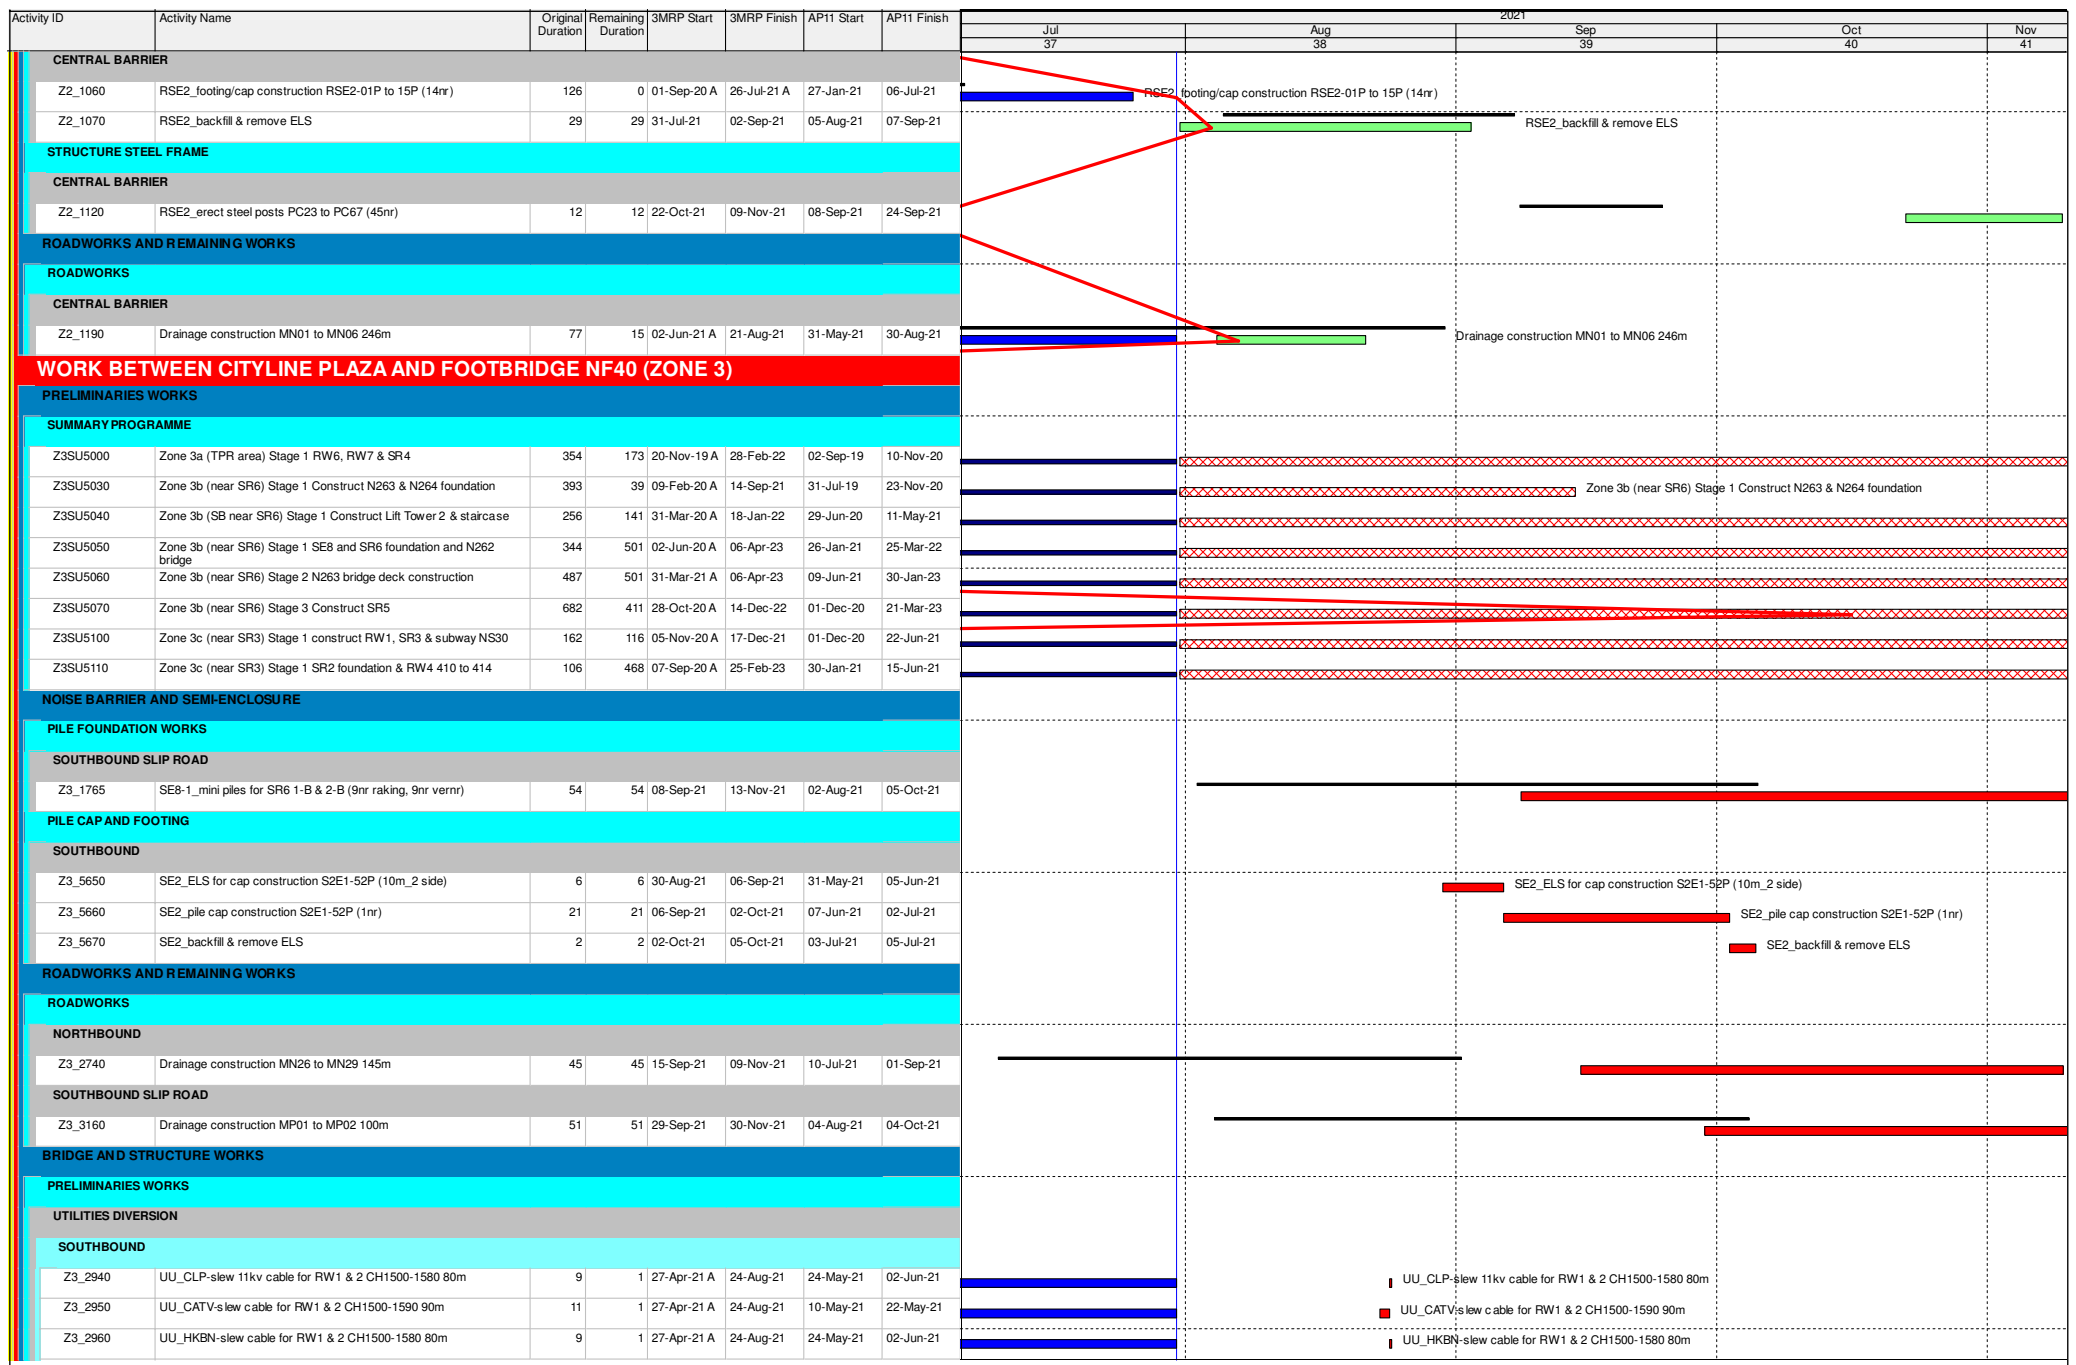 Activity ID Activity Name Original Duration Remaining Duration 3MRP Start 3MRP Finish AP11 Start AP11 Finish
2021
Jul Aug Sep Oct Nov
37 38 39 40 41
CENTRAL BARRIER
Z2_1060 RSE2_footing/cap construction RSE2-01P to 15P (14nr) 126 0 01-Sep-20 A 26-Jul-21 A 27-Jan-21 06-Jul-21 RSE2_footing/cap construction RSE2-01P to 15P (14nr)
Z2_1070 RSE2_backfill & remove ELS 29 29 31-Jul-21 02-Sep-21 05-Aug-21 07-Sep-21 RSE2_backfill & remove ELS
STRUCTURE STEEL FRAME
CENTRAL BARRIER
Z2_1120 RSE2_erect steel posts PC23 to PC67 (45nr) 12 12 22-Oct-21 09-Nov-21 08-Sep-21 24-Sep-21
ROADWORKS AND REMAINING WORKS
ROADWORKS
CENTRAL BARRIER
Z2_1190 Drainage construction MN01 to MN06 246m 77 15 02-Jun-21 A 21-Aug-21 31-May-21 30-Aug-21 Drainage construction MN01 to MN06 246m
WORK BETWEEN CITYLINE PLAZA AND FOOTBRIDGE NF40 (ZONE 3)
PRELIMINARIES WORKS
SUMMARY PROGRAMME
Z3SU5000 Zone 3a (TPR area) Stage 1 RW6, RW7 & SR4 354 173 20-Nov-19 A 28-Feb-22 02-Sep-19 10-Nov-20
Z3SU5030 Zone 3b (near SR6) Stage 1 Construct N263 & N264 foundation 393 39 09-Feb-20 A 14-Sep-21 31-Jul-19 23-Nov-20 Zone 3b (near SR6) Stage 1 Construct N263 & N264 foundation
Z3SU5040 Zone 3b (SB near SR6) Stage 1 Construct Lift Tower 2 & staircase 256 141 31-Mar-20 A 18-Jan-22 29-Jun-20 11-May-21
Z3SU5050 Zone 3b (near SR6) Stage 1 SE8 and SR6 foundation and N262 bridge 344 501 02-Jun-20 A 06-Apr-23 26-Jan-21 25-Mar-22
Z3SU5060 Zone 3b (near SR6) Stage 2 N263 bridge deck construction 487 501 31-Mar-21 A 06-Apr-23 09-Jun-21 30-Jan-23
Z3SU5070 Zone 3b (near SR6) Stage 3 Construct SR5 682 411 28-Oct-20 A 14-Dec-22 01-Dec-20 21-Mar-23
Z3SU5100 Zone 3c (near SR3) Stage 1 construct RW1, SR3 & subway NS30 162 116 05-Nov-20 A 17-Dec-21 01-Dec-20 22-Jun-21
Z3SU5110 Zone 3c (near SR3) Stage 1 SR2 foundation & RW4 410 to 414 106 468 07-Sep-20 A 25-Feb-23 30-Jan-21 15-Jun-21
NOISE BARRIER AND SEMI-ENCLOSURE
PILE FOUNDATION WORKS
SOUTHBOUND SLIP ROAD
Z3_1765 SE8-1_mini piles for SR6 1-B & 2-B (9nr raking, 9nr vernr) 54 54 08-Sep-21 13-Nov-21 02-Aug-21 05-Oct-21
PILE CAP AND FOOTING
SOUTHBOUND
Z3_5650 SE2_ELS for cap construction S2E1-52P (10m_2 side) 6 6 30-Aug-21 06-Sep-21 31-May-21 05-Jun-21 SE2_ELS for cap construction S2E1-52P (10m_2 side)
Z3_5660 SE2_pile cap construction S2E1-52P (1nr) 21 21 06-Sep-21 02-Oct-21 07-Jun-21 02-Jul-21 SE2_pile cap construction S2E1-52P (1nr)
Z3_5670 SE2_backfill & remove ELS 2 2 02-Oct-21 05-Oct-21 03-Jul-21 05-Jul-21 SE2_backfill & remove ELS
ROADWORKS AND REMAINING WORKS
ROADWORKS
NORTHBOUND
Z3_2740 Drainage construction MN26 to MN29 145m 45 45 15-Sep-21 09-Nov-21 10-Jul-21 01-Sep-21
SOUTHBOUND SLIP ROAD
Z3_3160 Drainage construction MP01 to MP02 100m 51 51 29-Sep-21 30-Nov-21 04-Aug-21 04-Oct-21
BRIDGE AND STRUCTURE WORKS
PRELIMINARIES WORKS
UTILITIES DIVERSION
SOUTHBOUND
Z3_2940 UU_CLP-slew 11kv cable for RW1 & 2 CH1500-1580 80m 9 1 27-Apr-21 A 24-Aug-21 24-May-21 02-Jun-21 UU_CLP-slew 11kv cable for RW1 & 2 CH1500-1580 80m
Z3_2950 UU_CATV-slew cable for RW1 & 2 CH1500-1590 90m 11 1 27-Apr-21 A 24-Aug-21 10-May-21 22-May-21 UU_CATV-slew cable for RW1 & 2 CH1500-1590 90m
Z3_2960 UU_HKBN-slew cable for RW1 & 2 CH1500-1580 80m 9 1 27-Apr-21 A 24-Aug-21 24-May-21 02-Jun-21 UU_HKBN-slew cable for RW1 & 2 CH1500-1580 80m